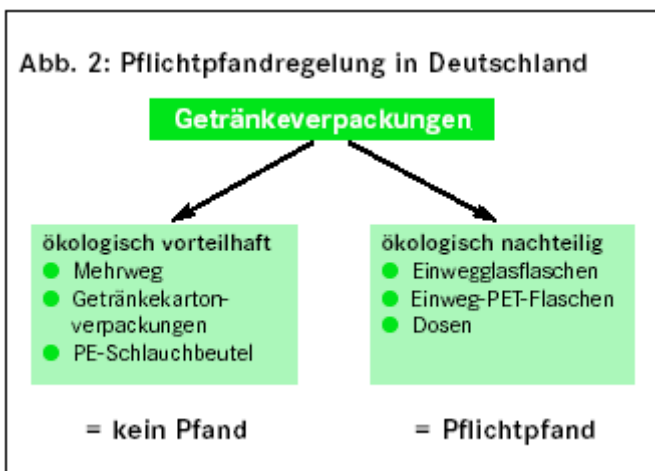 Abb. 2: Pflichtpfandregelung in Deutschland
Getränkeverpackungen
ökologisch vorteilhaft
Mehrweg
Getränkekarton-
verpackungen
PE-Schlauchbeutel
= kein Pfand
ökologisch nachteilig
Einwegglasflaschen
Einweg-PET-Flaschen
Dosen
= Pflichtpfand